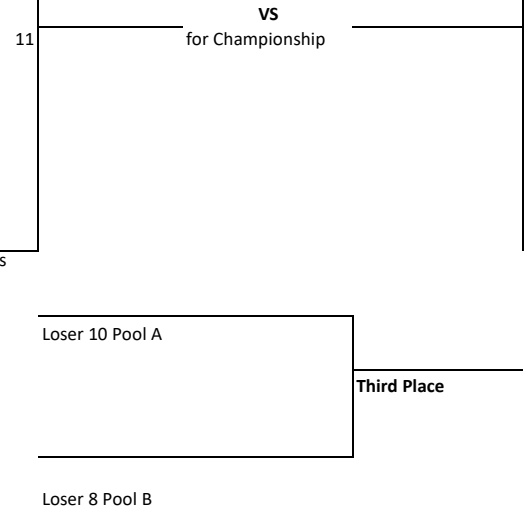 VS
11
for Championship
s
Loser 10 Pool A
Third Place
Loser 8 Pool B